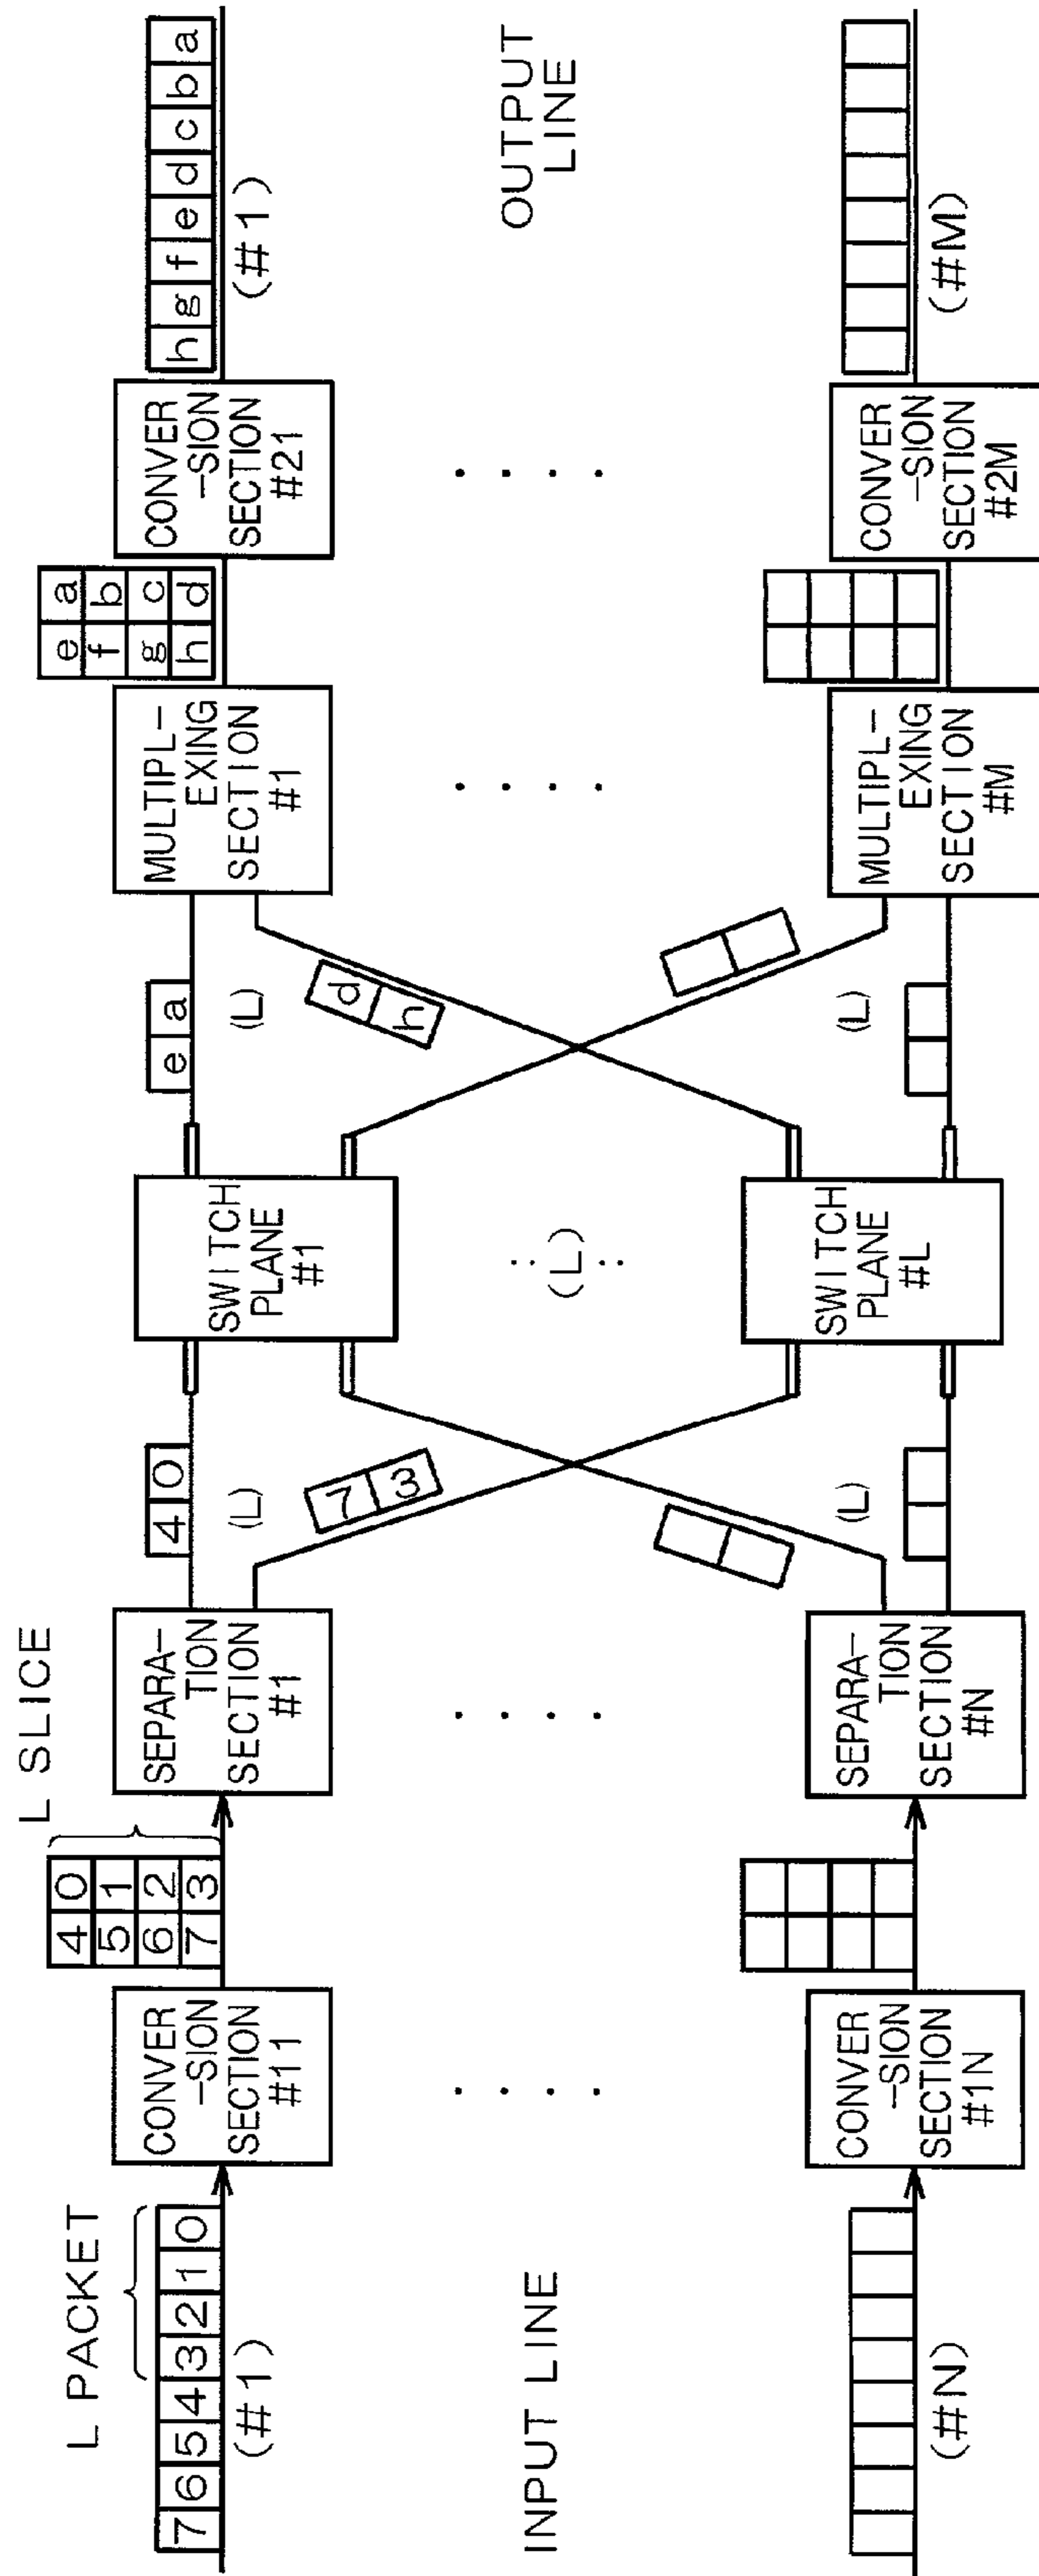 L PACKET
7 6 5 4 3 2 1 0
(#1)
CONVER
-SION
SECTION
#11
L SLICE
4 0
5 1
6 2
7 3
SEPARA-
TION
SECTION
#1
4 0
(L)
7 3
SWITCH
PLANE
#1
e a
(L)
d
h
MULTIPL-
EXING
SECTION
#1
e a
f b
g c
h d
CONVER
-SION
SECTION
#21
h g f e d c b a
(#1)
INPUT LINE
(L)
OUTPUT
LINE
(#N)
CONVER
-SION
SECTION
#1N
SEPARA-
TION
SECTION
#N
(L)
SWITCH
PLANE
#L
(L)
MULTIPL-
EXING
SECTION
#M
CONVER
-SION
SECTION
#2M
(#M)